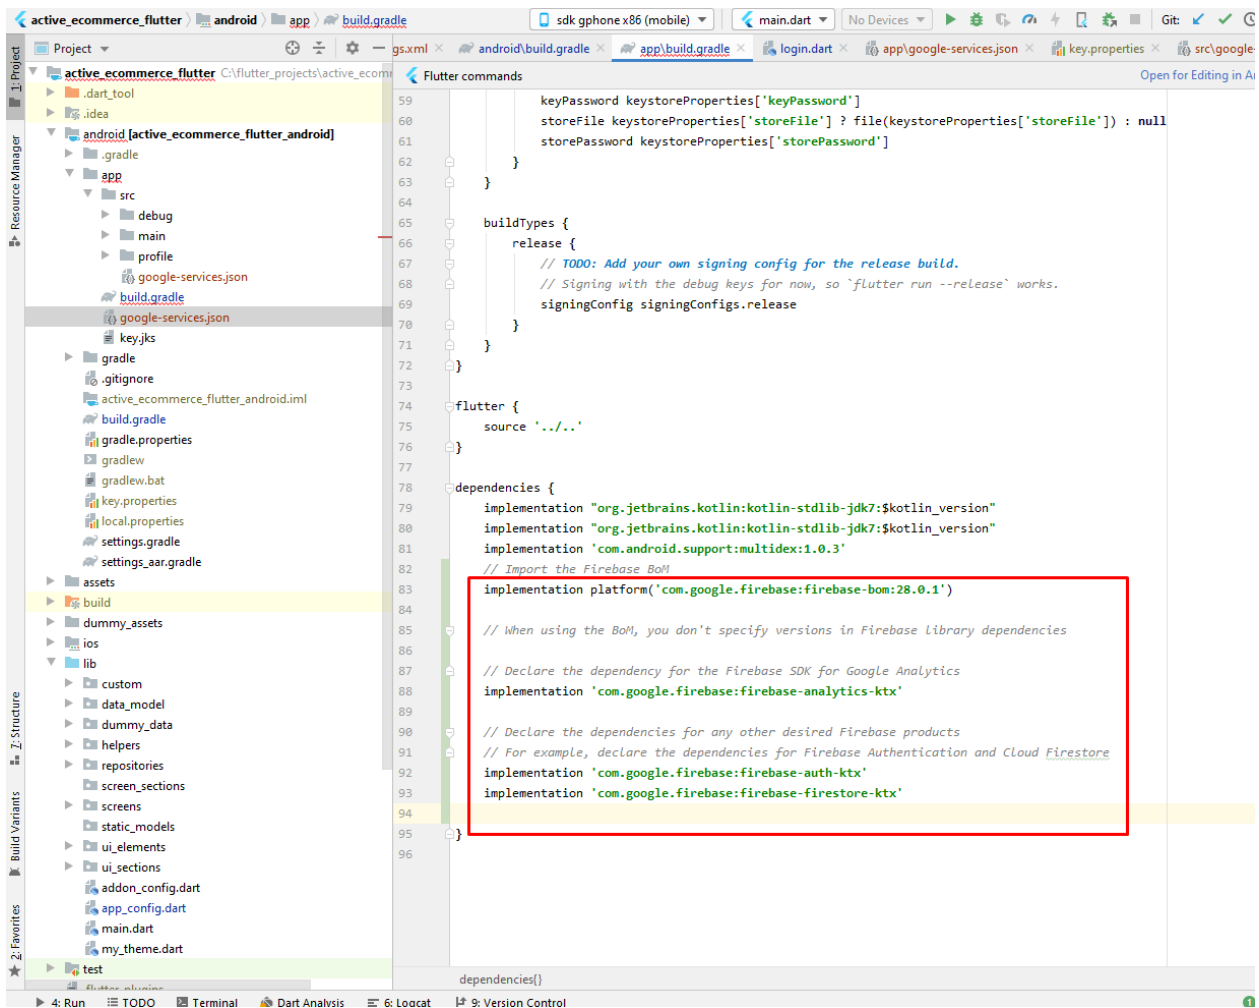 active_ecommerce_flutter android app build.gradle sdk gphone x86 (mobile) main.dart No Devices Git:
Project gs.xml android\build.gradle app\build.gradle login.dart app\google-services.json key.properties src\google-
Flutter commands Open for Editing in An
1: Project
Resource Manager
Z: Structure
Build Variants
2: Favorites
active_ecommerce_flutter C:\flutter_projects\active_ecomm
.dart_tool
.idea
android [active_ecommerce_flutter_android]
.gradle
app
src
debug
main
profile
google-services.json
build.gradle
google-services.json
key.jks
gradle
.gitignore
active_ecommerce_flutter_android.iml
build.gradle
gradle.properties
gradlew
gradlew.bat
key.properties
local.properties
settings.gradle
settings_aar.gradle
assets
build
dummy_assets
ios
lib
custom
data_model
dummy_data
helpers
repositories
screen_sections
screens
static_models
ui_elements
ui_sections
addon_config.dart
app_config.dart
main.dart
my_theme.dart
test
.flutter-plugins
59 keyPassword keystoreProperties['keyPassword']
60 storeFile keystoreProperties['storeFile'] ? file(keystoreProperties['storeFile']) : null
61 storePassword keystoreProperties['storePassword']
62 }
63 }
64
65 buildTypes {
66 release {
67 // TODO: Add your own signing config for the release build.
68 // Signing with the debug keys for now, so `flutter run --release` works.
69 signingConfig signingConfigs.release
70 }
71 }
72 }
73
74 flutter {
75 source '../..'
76 }
77
78 dependencies {
79 implementation "org.jetbrains.kotlin:kotlin-stdlib-jdk7:$kotlin_version"
80 implementation "org.jetbrains.kotlin:kotlin-stdlib-jdk7:$kotlin_version"
81 implementation 'com.android.support:multidex:1.0.3'
82 // Import the Firebase BoM
83 implementation platform('com.google.firebase:firebase-bom:28.0.1')
84
85 // When using the BoM, you don't specify versions in Firebase library dependencies
86
87 // Declare the dependency for the Firebase SDK for Google Analytics
88 implementation 'com.google.firebase:firebase-analytics-ktx'
89
90 // Declare the dependencies for any other desired Firebase products
91 // For example, declare the dependencies for Firebase Authentication and Cloud Firestore
92 implementation 'com.google.firebase:firebase-auth-ktx'
93 implementation 'com.google.firebase:firebase-firestore-ktx'
94
95 }
96
dependencies{}
4: Run TODO Terminal Dart Analysis 6: Logcat 9: Version Control 1